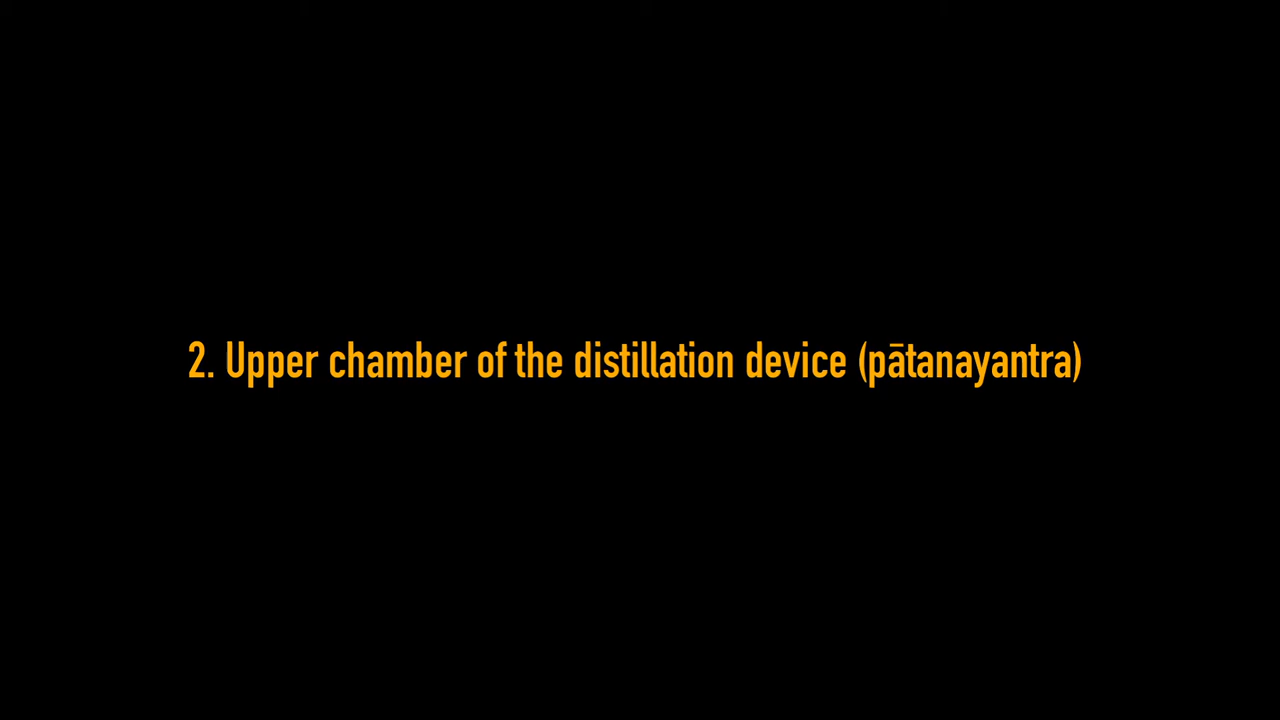 2. Upper chamber of the distillation device (pātanayantra)